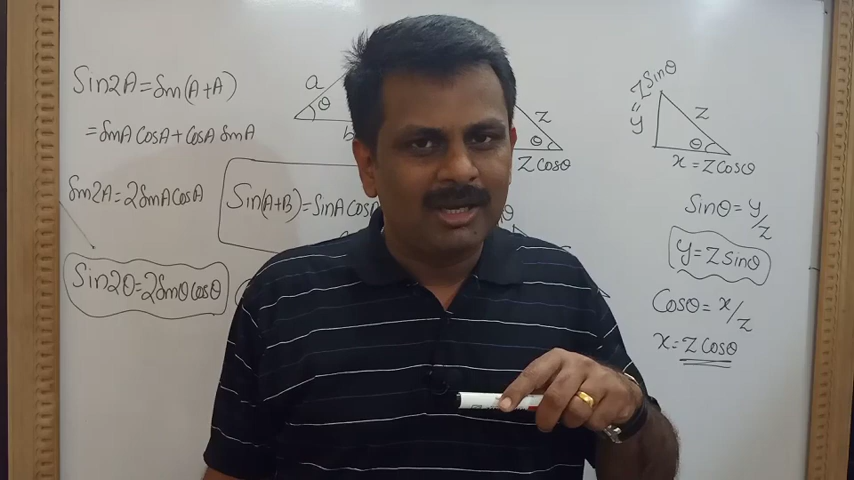 Sin2A = Sin(A+A)
= SinA CosA + CosA SinA
Sin2A = 2SinA CosA
Sin2θ = 2Sinθ Cosθ
a
θ
b
Sin(A+B) = SinA Cos
z
θ
z Cosθ
z Sinθ
"
y
z
θ
x = z Cosθ
Sinθ = y/z
y = z Sinθ
Cosθ = x/z
x = z Cosθ